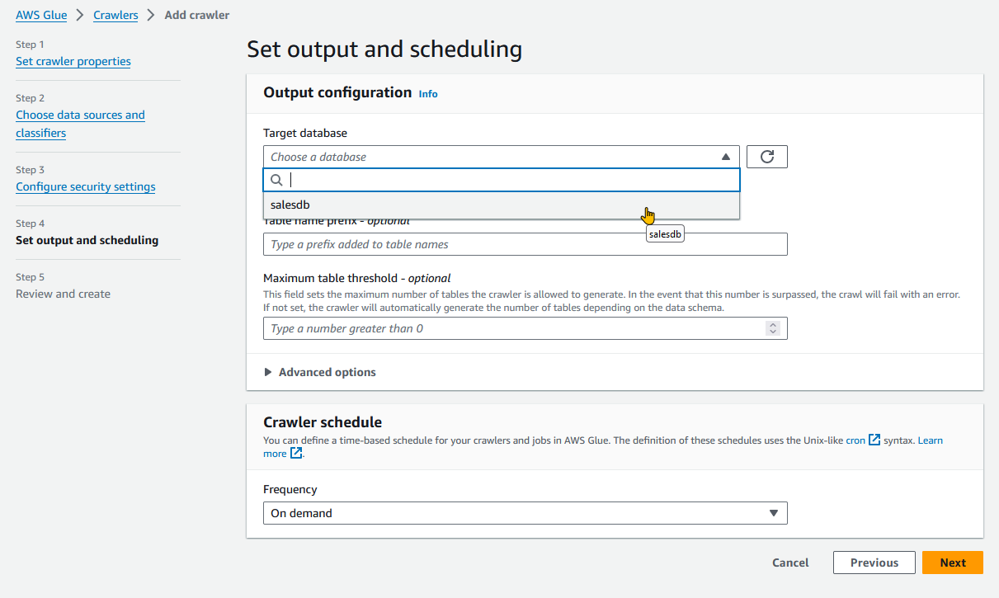 AWS Glue > Crawlers > Add crawler
Step 1
Set crawler properties
Step 2
Choose data sources and
classifiers
Step 3
Configure security settings
Step 4
Set output and scheduling
Step 5
Review and create
Set output and scheduling
Output configuration Info
Target database
Choose a database
salesdb
salesdb
Table name prefix - optional
Type a prefix added to table names
Maximum table threshold - optional
This field sets the maximum number of tables the crawler is allowed to generate. In the event that this number is surpassed, the crawl will fail with an error.
If not set, the crawler will automatically generate the number of tables depending on the data schema.
Type a number greater than 0
Advanced options
Crawler schedule
You can define a time-based schedule for your crawlers and jobs in AWS Glue. The definition of these schedules uses the Unix-like cron syntax. Learn
more .
Frequency
On demand
Cancel Previous Next